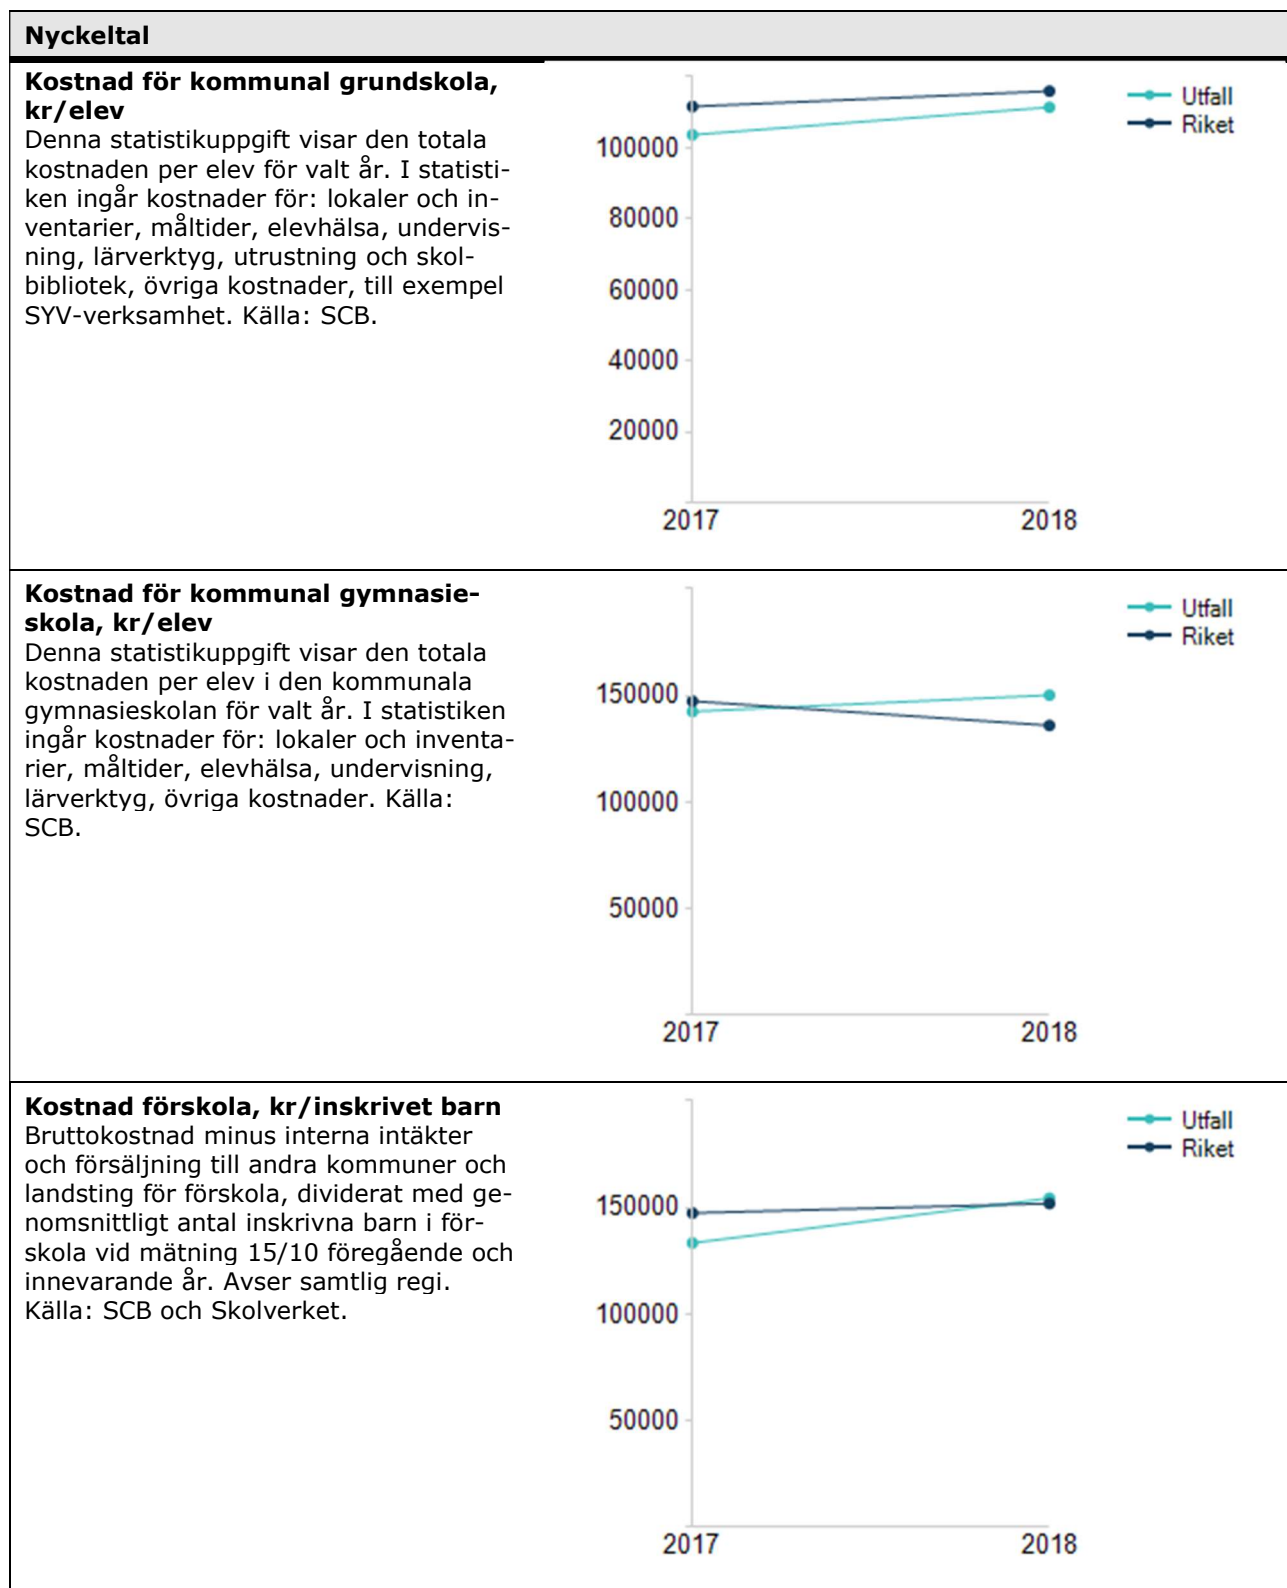 Nyckeltal
Kostnad för kommunal grundskola,
kr/elev
Denna statistikuppgift visar den totala
kostnaden per elev för valt år. I statisti-
ken ingår kostnader för: lokaler och in-
ventarier, måltider, elevhälsa, undervis-
ning, lärverktyg, utrustning och skol-
bibliotek, övriga kostnader, till exempel
SYV-verksamhet. Källa: SCB.
Utfall
Riket
100000
80000
60000
40000
20000
2017 2018
Kostnad för kommunal gymnasie-
skola, kr/elev
Denna statistikuppgift visar den totala
kostnaden per elev i den kommunala
gymnasieskolan för valt år. I statistiken
ingår kostnader för: lokaler och inventa-
rier, måltider, elevhälsa, undervisning,
lärverktyg, övriga kostnader. Källa:
SCB.
Utfall
Riket
150000
100000
50000
2017 2018
Kostnad förskola, kr/inskrivet barn
Bruttokostnad minus interna intäkter
och försäljning till andra kommuner och
landsting för förskola, dividerat med ge-
nomsnittligt antal inskrivna barn i för-
skola vid mätning 15/10 föregående och
innevarande år. Avser samtlig regi.
Källa: SCB och Skolverket.
Utfall
Riket
150000
100000
50000
2017 2018